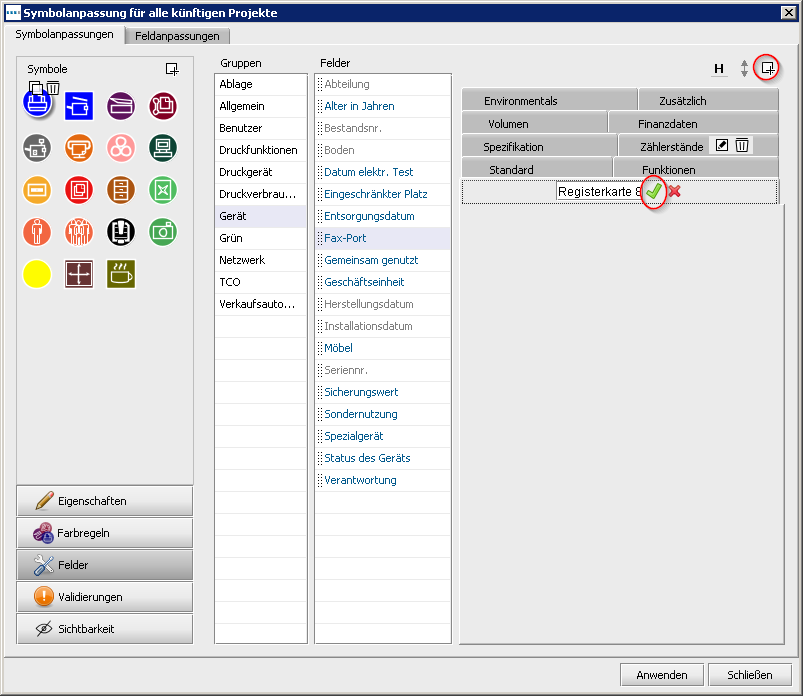 Symbolanpassung für alle künftigen Projekte
Symbolanpassungen
Feldanpassungen
Symbole
Eigenschaften
Farbregeln
Felder
Validierungen
Sichtbarkeit
Gruppen
Ablage
Allgemein
Benutzer
Druckfunktionen
Druckgerät
Druckverbrau...
Gerät
Grün
Netzwerk
TCO
Verkaufsauto...
Felder
Abteilung
Alter in Jahren
Bestandsnr.
Boden
Datum elektr. Test
Eingeschränkter Platz
Entsorgungsdatum
Fax-Port
Gemeinsam genutzt
Geschäftseinheit
Herstellungsdatum
Installationsdatum
Möbel
Seriennr.
Sicherungswert
Sondernutzung
Spezialgerät
Status des Geräts
Verantwortung
H
Environmentals
Zusätzlich
Volumen
Finanzdaten
Spezifikation
Zählerstände
Standard
Funktionen
Registerkarte 8
Anwenden
Schließen